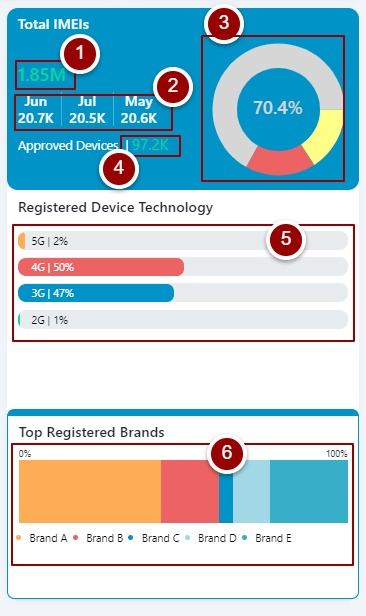 Total IMEIs
3
1
1.85M
2
Jun Jul May
20.7K 20.5K 20.6K
70.4%
Approved Devices | 97.2K
4
Registered Device Technology
5
5G | 2%
4G | 50%
3G | 47%
2G | 1%
Top Registered Brands
6
0% 100%
Brand A Brand B Brand C Brand D Brand E